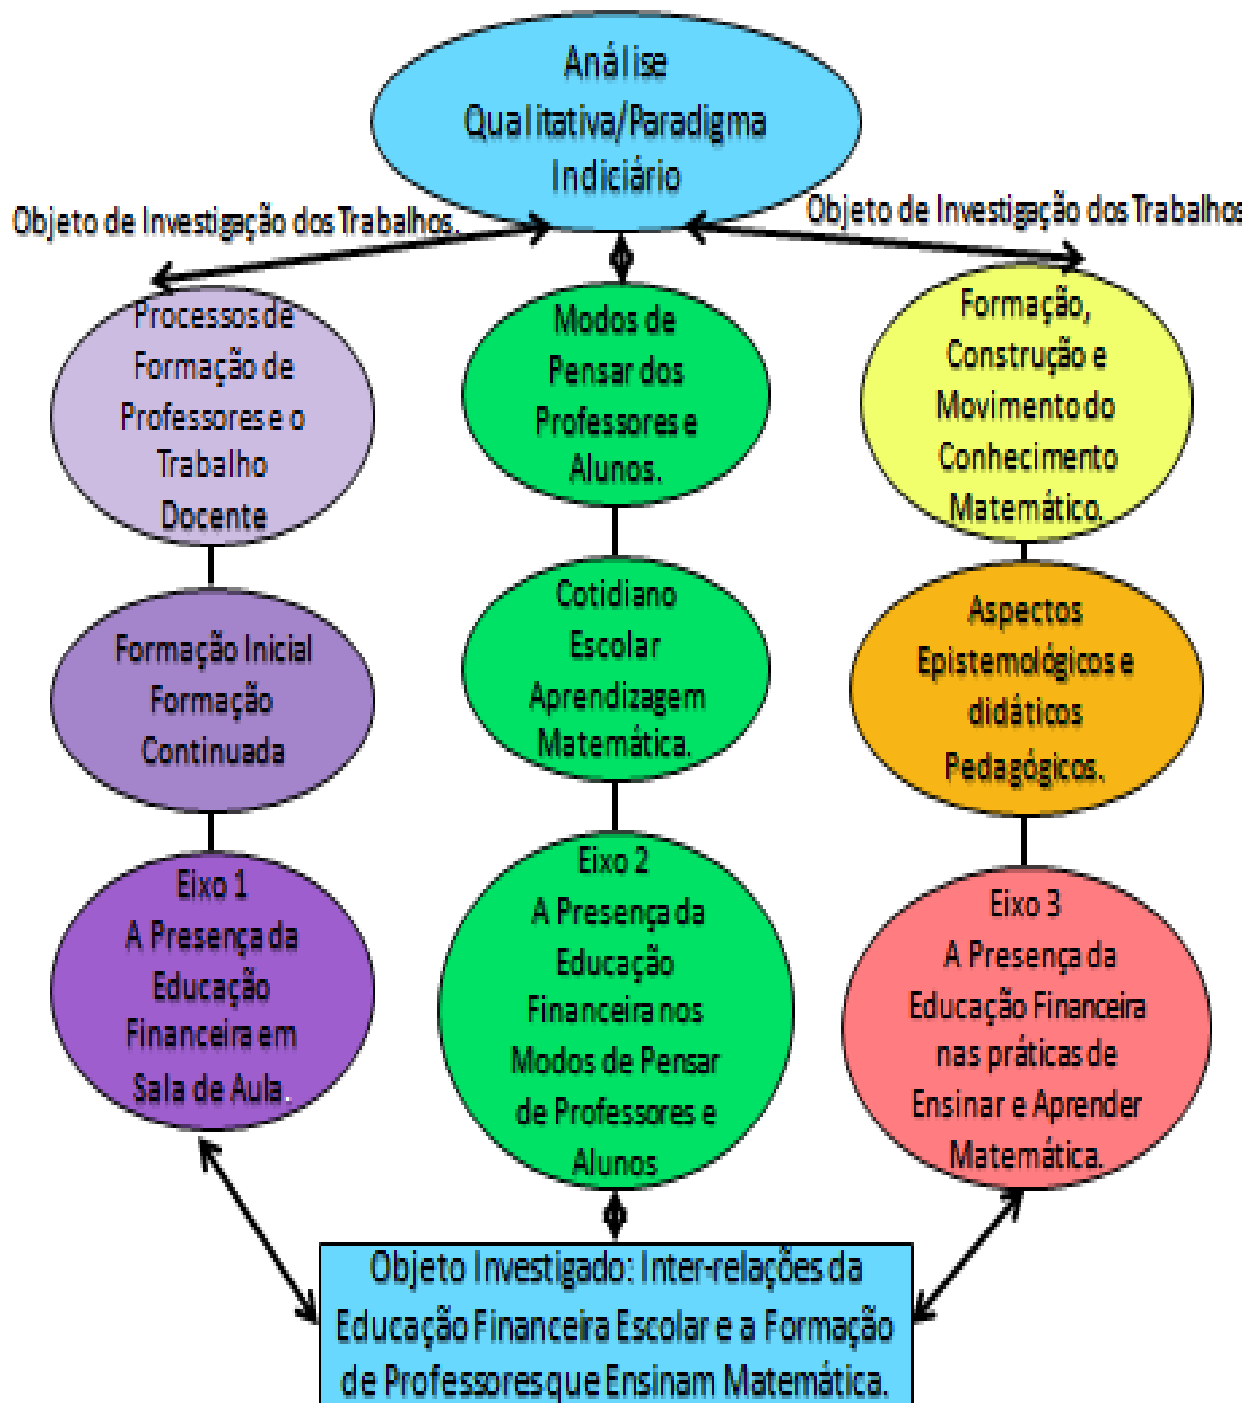 Análise
Qualitativa/Paradigma
Indiciário
Objeto de Investigação dos Trabalhos.
Objeto de Investigação dos Trabalhos
Processos de
Formação de
Professores e o
Trabalho
Docente
Modos de
Pensar dos
Professores e
Alunos.
Formação,
Construção e
Movimento do
Conhecimento
Matemático.
Formação Inicial
Formação
Continuada
Cotidiano
Escolar
Aprendizagem
Matemática.
Aspectos
Epistemológicos e
didáticos
Pedagógicos.
Eixo 1
A Presença da
Educação
Financeira em
Sala de Aula.
Eixo 2
A Presença da
Educação
Financeira nos
Modos de Pensar
de Professores e
Alunos
Eixo 3
A Presença da
Educação Financeira
nas práticas de
Ensinar e Aprender
Matemática.
Objeto Investigado: Inter-relações da
Educação Financeira Escolar e a Formação
de Professores que Ensinam Matemática.